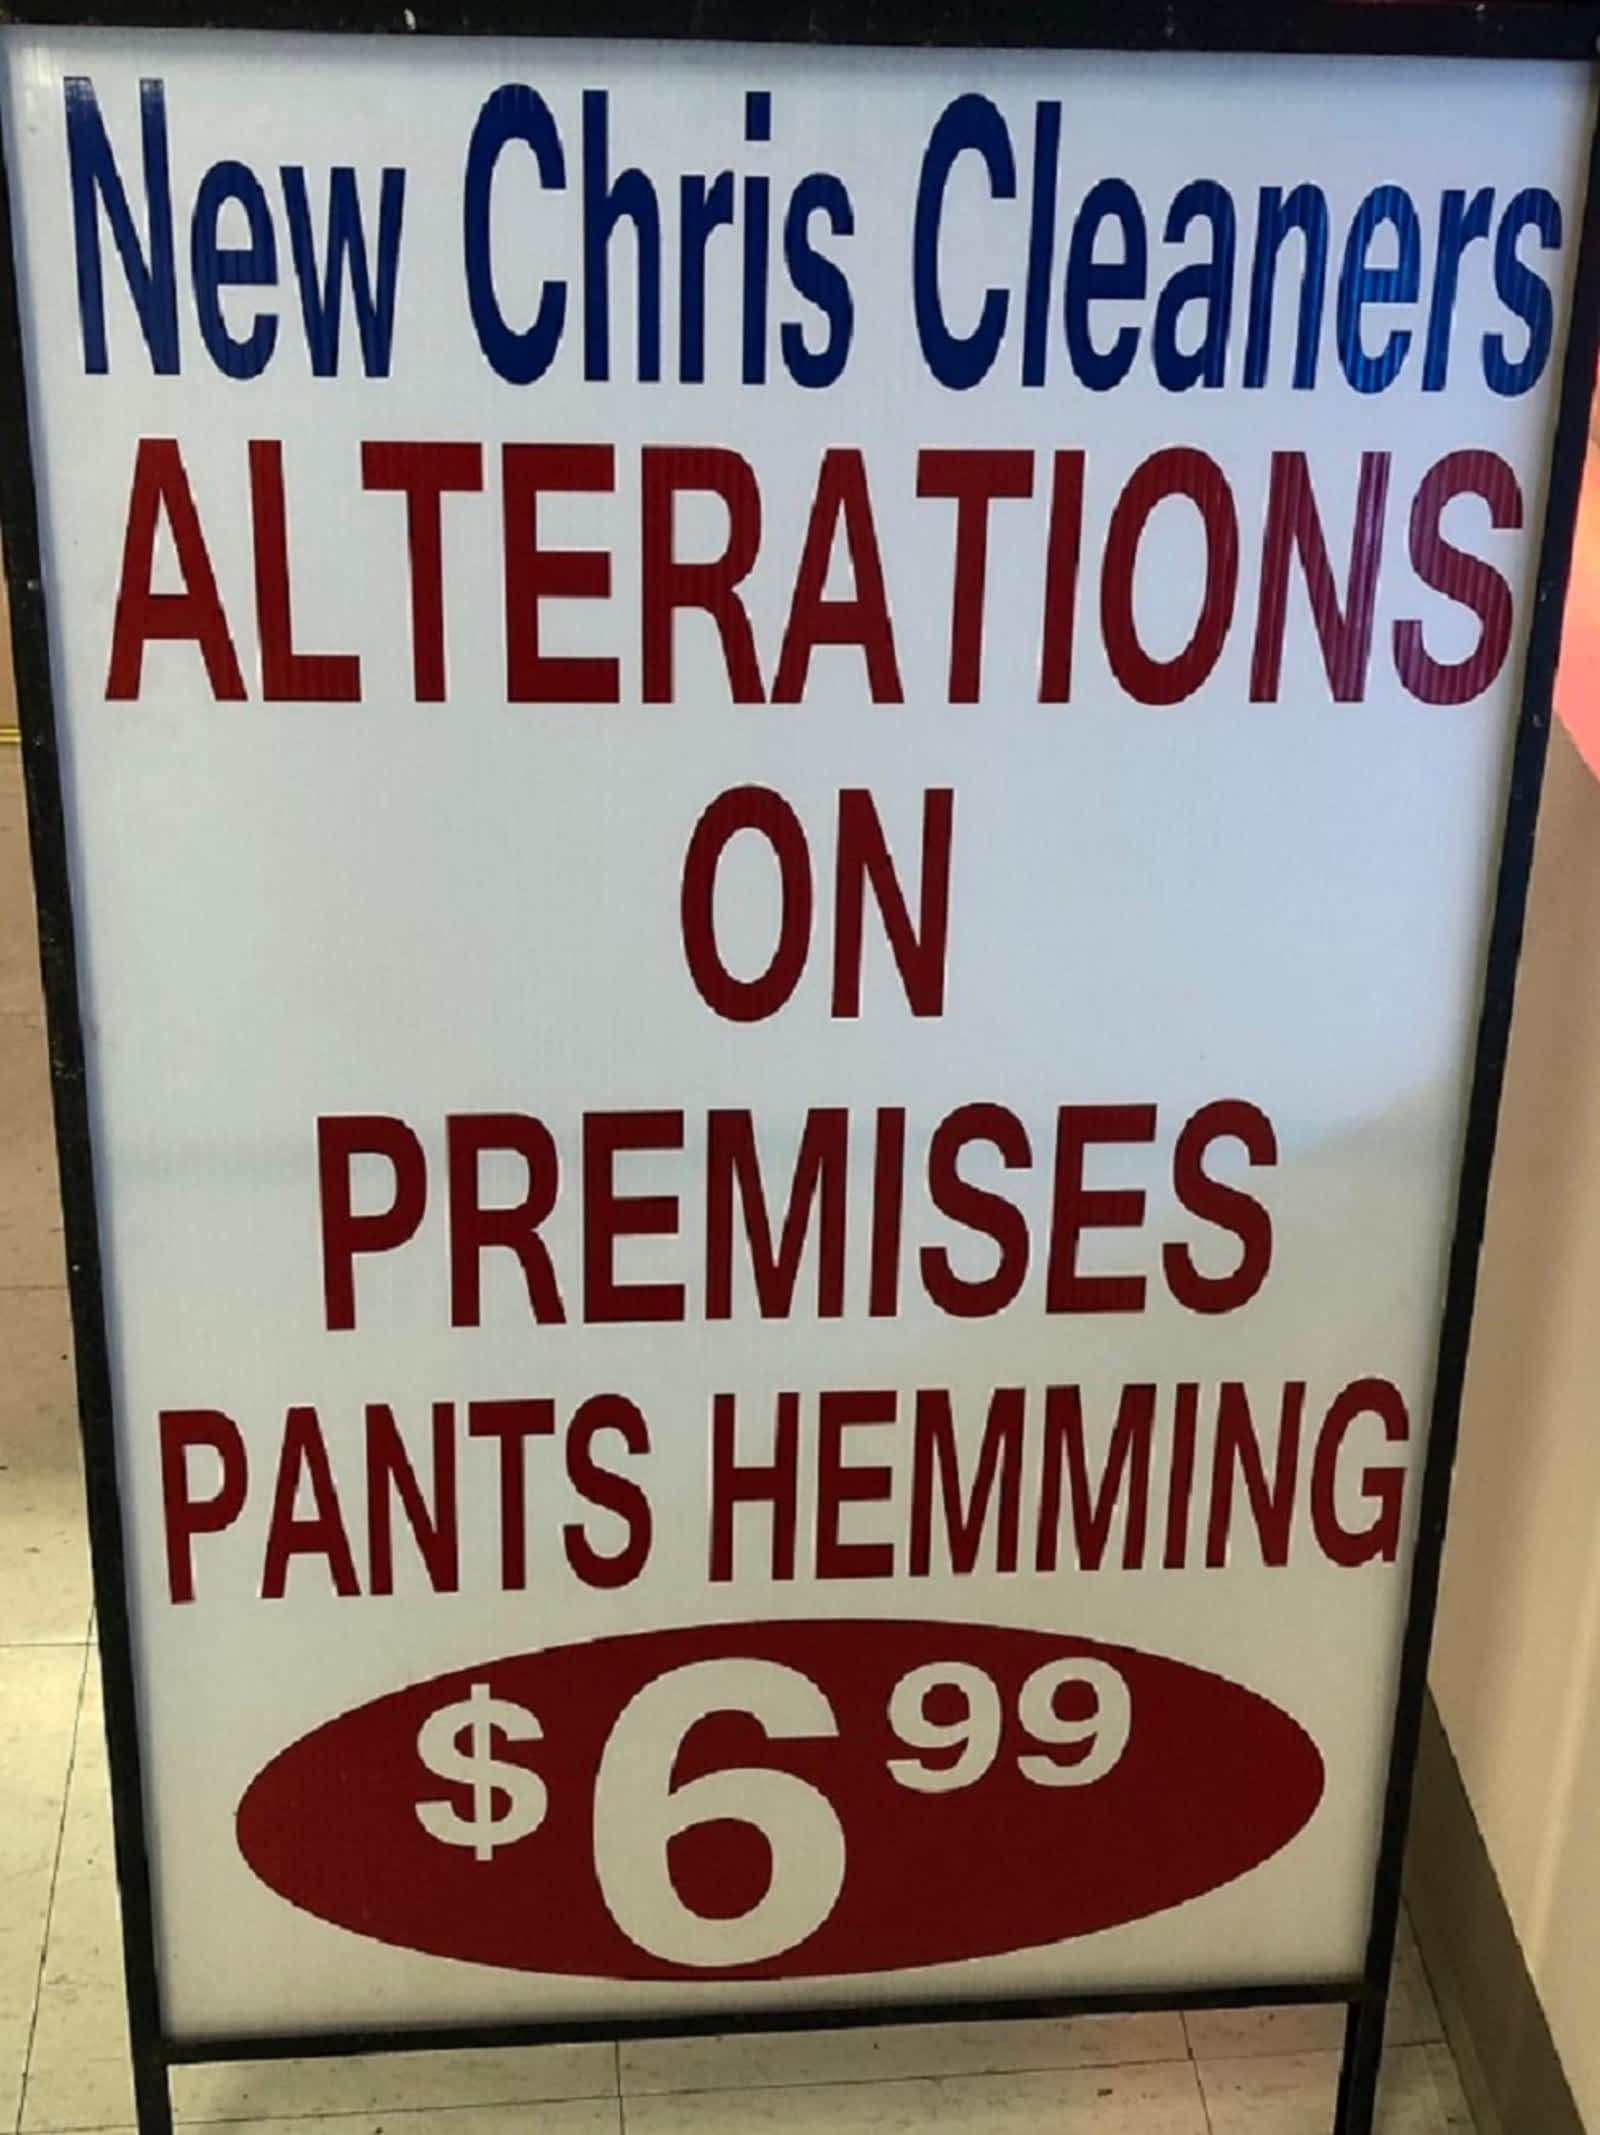 New Chris Cleaners
ALTERATIONS
ON
PREMISES
PANTS HEMMING
$6.99